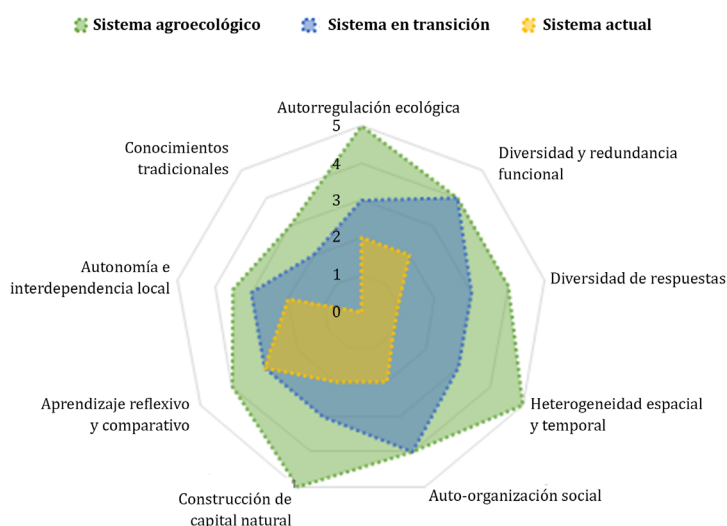 Sistema agroecológico Sistema en transición Sistema actual
Autorregulación ecológica
5
4
3
2
1
0
Diversidad y redundancia
funcional
Diversidad de respuestas
Heterogeneidad espacial
y temporal
Auto-organización social
Construcción de
capital natural
Aprendizaje reflexivo
y comparativo
Autonomía e
interdependencia local
Conocimientos
tradicionales